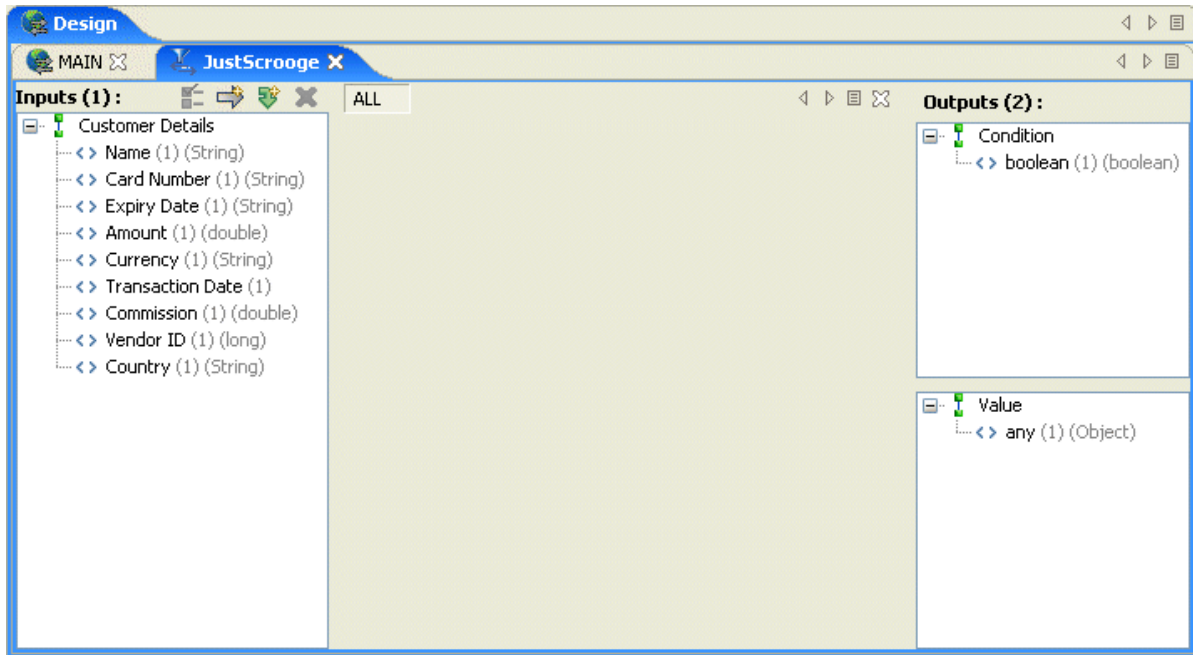 Design
MAIN
JustScrooge
Inputs (1) :
ALL
Outputs (2) :
Customer Details
Name (1) (String)
Card Number (1) (String)
Expiry Date (1) (String)
Amount (1) (double)
Currency (1) (String)
Transaction Date (1)
Commission (1) (double)
Vendor ID (1) (long)
Country (1) (String)
Condition
boolean (1) (boolean)
Value
any (1) (Object)